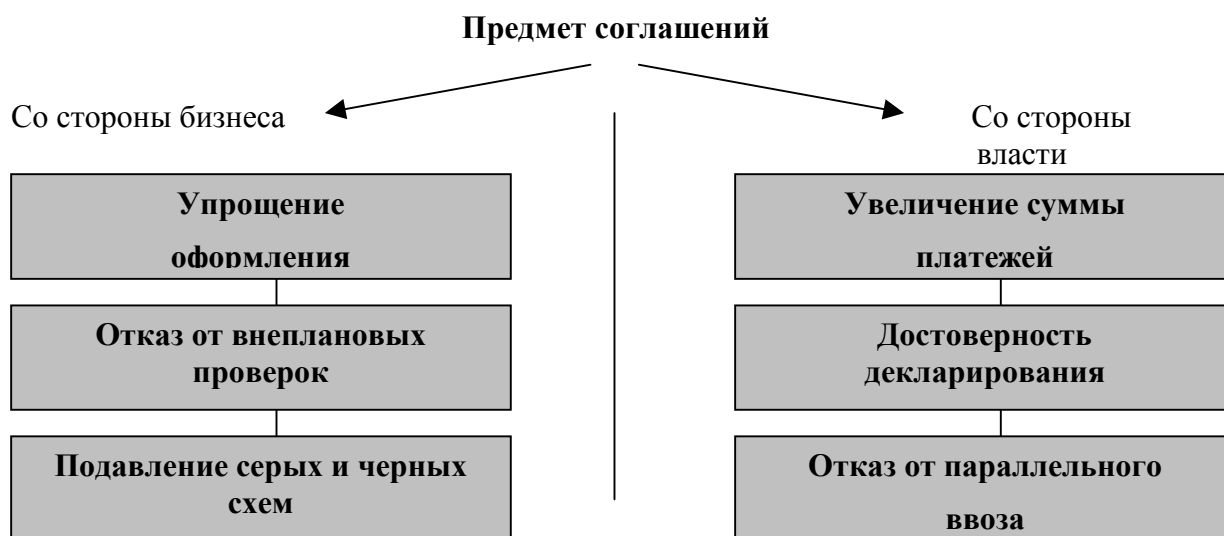 Предмет соглашений
Со стороны бизнеса
Со стороны
власти
Упрощение
оформления
Отказ от внеплановых
проверок
Подавление серых и черных
схем
Увеличение суммы
платежей
Достоверность
декларирования
Отказ от параллельного
ввоза